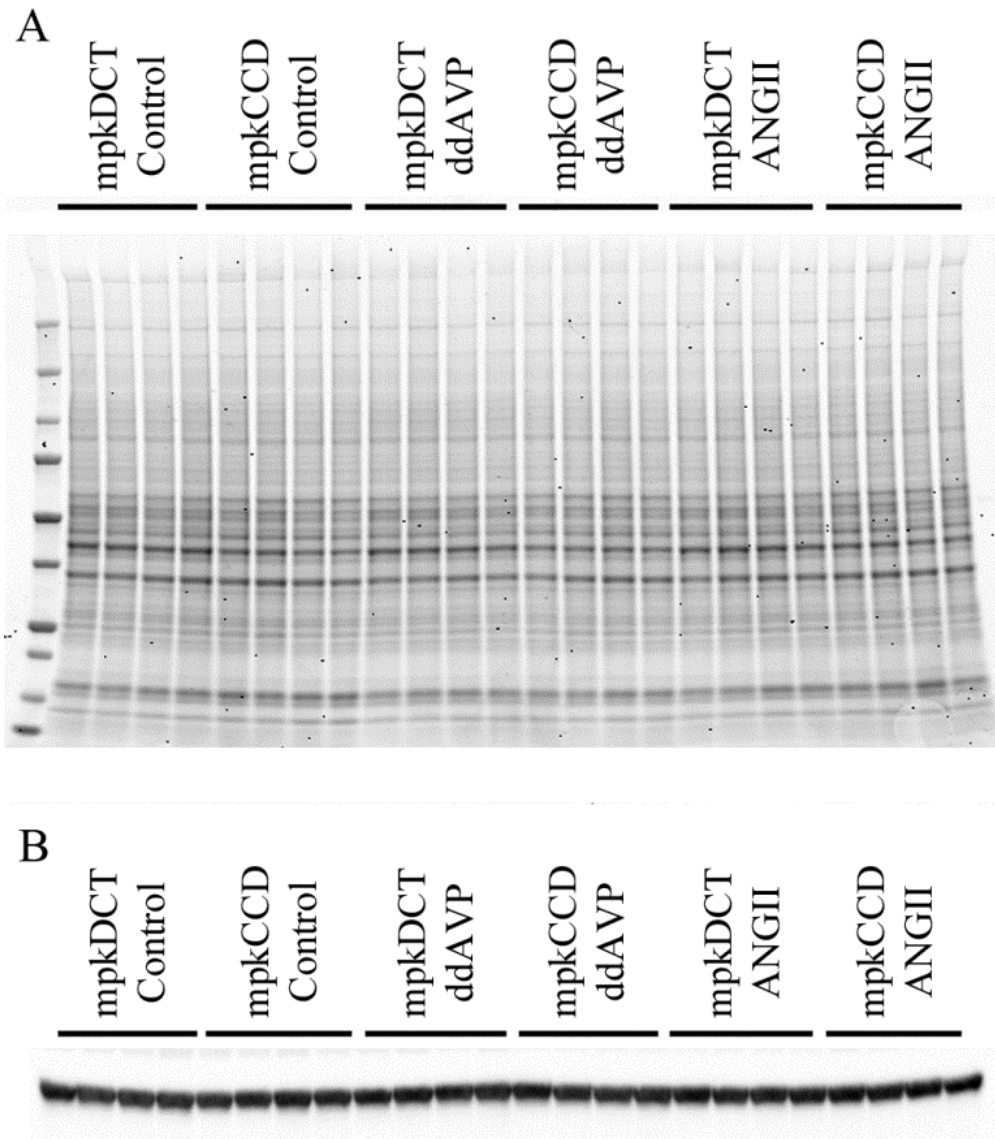 A
mpkDCT
Control
mpkCCD
Control
mpkDCT
ddAVP
mpkCCD
ddAVP
mpkDCT
ANGII
mpkCCD
ANGII
B
mpkDCT
Control
mpkCCD
Control
mpkDCT
ddAVP
mpkCCD
ddAVP
mpkDCT
ANGII
mpkCCD
ANGII